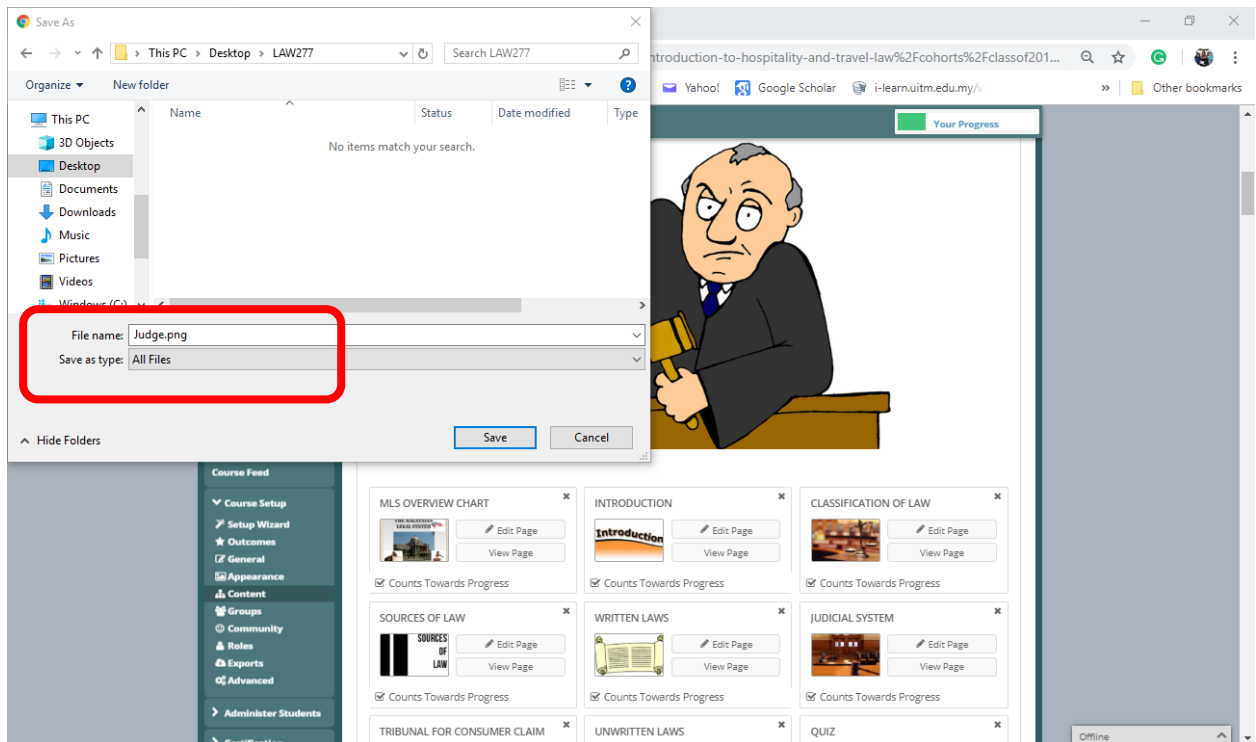 Save As
This PC > Desktop > LAW277
Search LAW277
Organize
New folder
This PC
3D Objects
Desktop
Documents
Downloads
Music
Pictures
Videos
Windows (C:)
Name
Status
Date modified
Type
No items match your search.
File name: Judge.png
Save as type: All Files
Hide Folders
Save
Cancel
ntroduction-to-hospitality-and-travel-law%2Fcohorts%2Fclassof201...
Yahoo!
Google Scholar
i-learn.uitm.edu.my/
»
Other bookmarks
Your Progress
Course Feed
Course Setup
Setup Wizard
Outcomes
General
Appearance
Content
Groups
Community
Roles
Exports
Advanced
Administer Students
MLS OVERVIEW CHART
THE MALAYSIAN
LEGAL SYSTEM
Edit Page
View Page
Counts Towards Progress
INTRODUCTION
Introduction
Edit Page
View Page
Counts Towards Progress
CLASSIFICATION OF LAW
Edit Page
View Page
Counts Towards Progress
SOURCES OF LAW
SOURCES
OF
LAW
Edit Page
View Page
Counts Towards Progress
WRITTEN LAWS
Edit Page
View Page
Counts Towards Progress
JUDICIAL SYSTEM
Edit Page
View Page
Counts Towards Progress
TRIBUNAL FOR CONSUMER CLAIM
UNWRITTEN LAWS
QUIZ
Offline